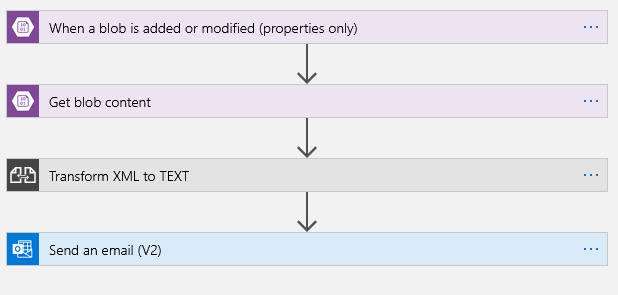 When a blob is added or modified (properties only)
Get blob content
Transform XML to TEXT
Send an email (V2)